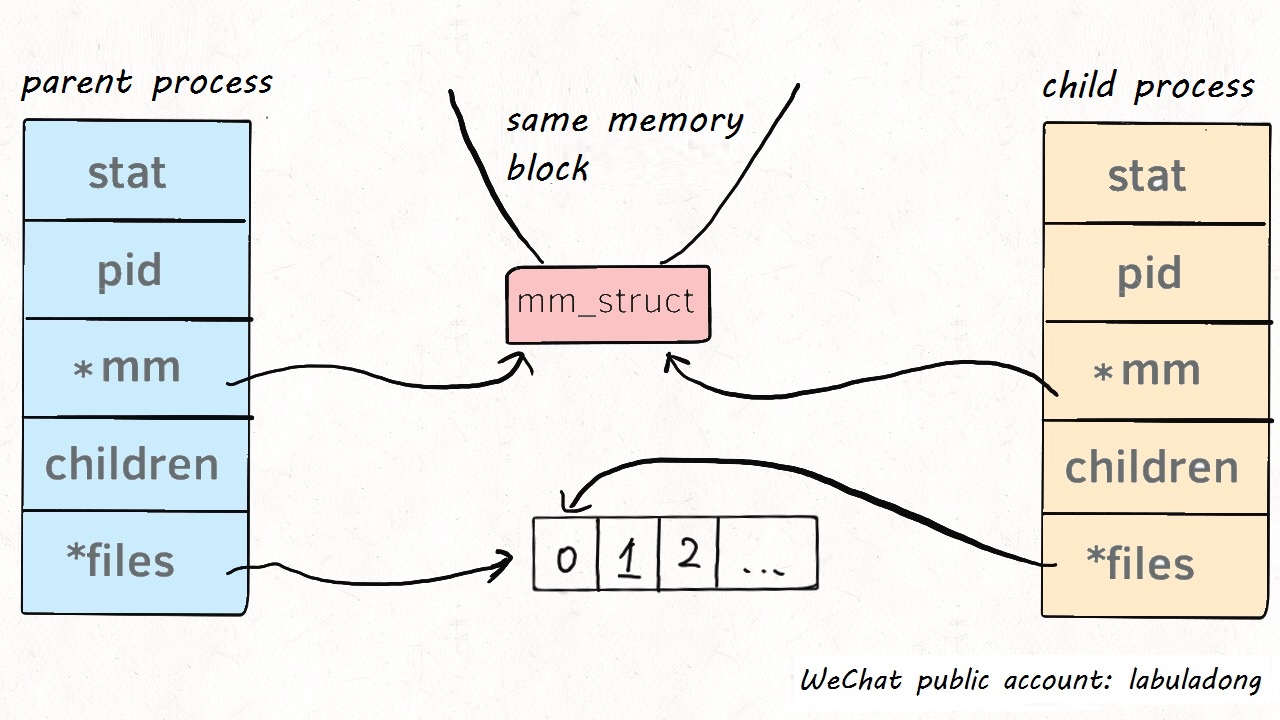 parent process
child process
same memory
block
stat
pid
*mm
children
*files
mm_struct
0 1 2 ...
stat
pid
*mm
children
*files
WeChat public account: labuladong